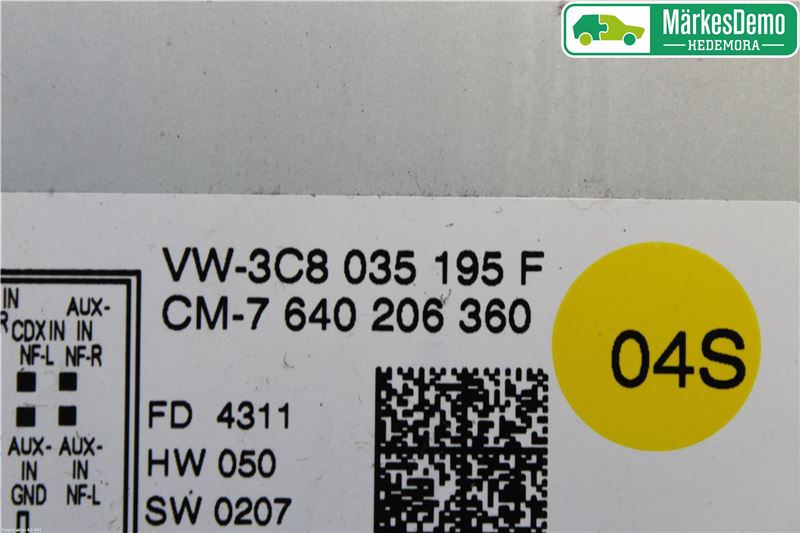 MärkesDemo
HEDEMORA
VW-3C8 035 195 F
CM-7 640 206 360
04S
IN AUX-
R CDX IN IN
NF-L NF-R
FD 4311
HW 050
SW 0207
AUX- AUX-
IN IN
GND NF-L